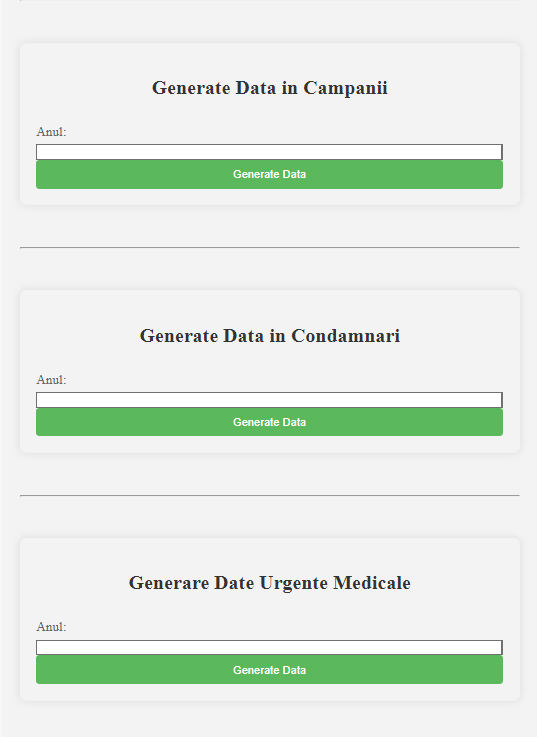 Generate Data in Campanii
Anul:
Generate Data
Generate Data in Condamnari
Anul:
Generate Data
Generare Date Urgente Medicale
Anul:
Generate Data